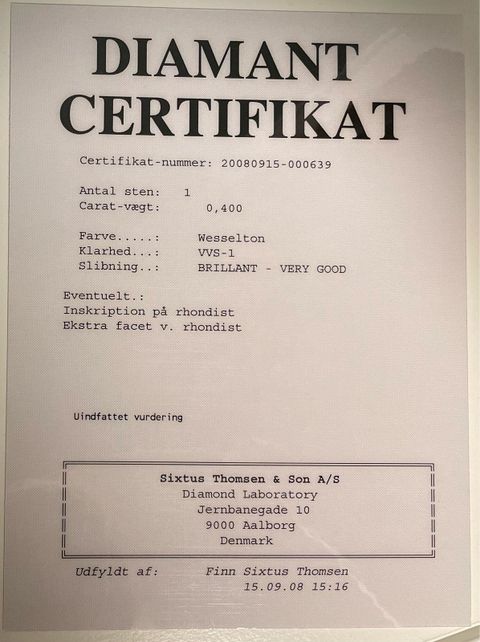 DIAMANT
CERTIFIKAT
Certifikat-nummer: 20080915-000639
Antal sten: 1
Carat-vægt: 0,400
Farve.....: Wesselton
Klarhed...: VVS-1
Slibning..: BRILLANT - VERY GOOD
Eventuelt.:
Inskription på rhondist
Ekstra facet v. rhondist
Uindfattet vurdering
Sixtus Thomsen & Son A/S
Diamond Laboratory
Jernbanegade 10
9000 Aalborg
Denmark
Udfyldt af: Finn Sixtus Thomsen
15.09.08 15:16